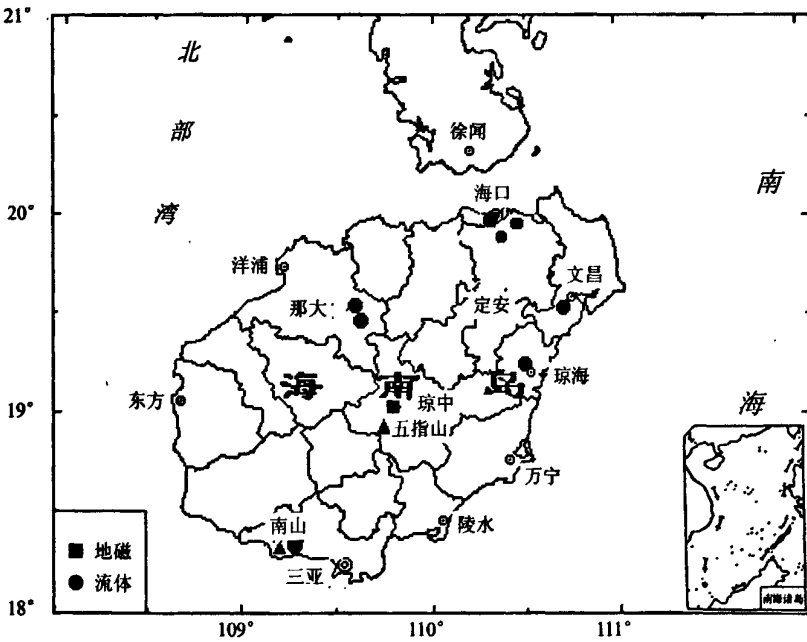 21°
北
部
湾
徐闻
南
海口
20°
洋浦
文昌
那大
定安
海
南
岛
琼海
东方
琼中
19°
海
五指山
万宁
南山
陵水
地磁
三亚
流体
南海诸岛
18°
109°
110°
111°